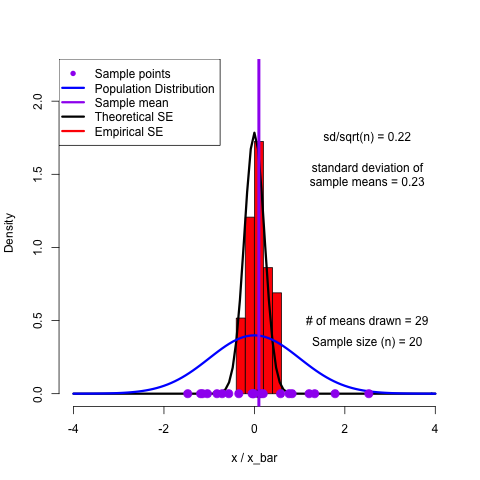 Sample points
Population Distribution
Sample mean
Theoretical SE
Empirical SE
sd/sqrt(n) = 0.22
standard deviation of
sample means = 0.23
# of means drawn = 29
Sample size (n) = 20
Density
2.0
1.5
1.0
0.5
0.0
-4
-2
0
2
4
x / x_bar